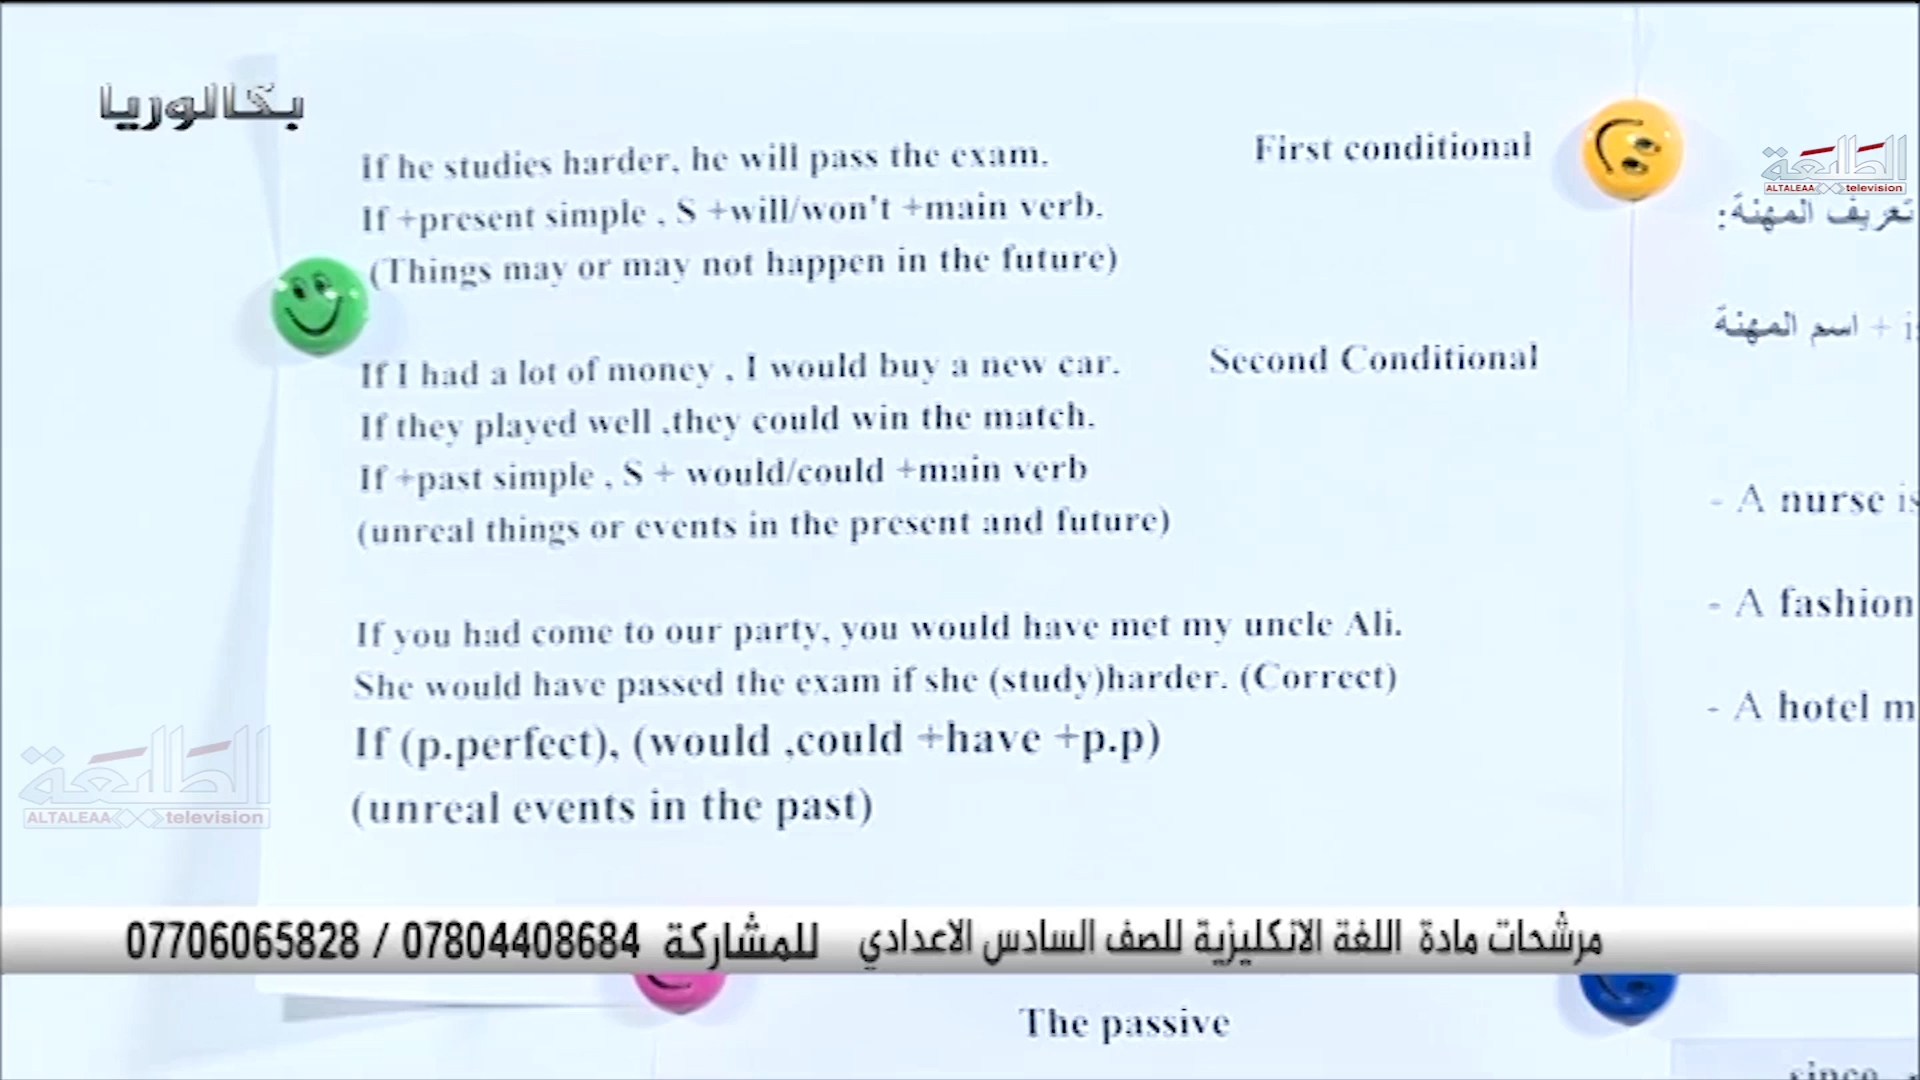 بكالوريا
الطليعة
ALTALEAA television
If he studies harder, he will pass the exam.
First conditional
If +present simple , S +will/won't +main verb.
(Things may or may not happen in the future)
If I had a lot of money , I would buy a new car.
Second Conditional
If they played well ,they could win the match.
If +past simple , S + would/could +main verb
(unreal things or events in the present and future)
If you had come to our party, you would have met my uncle Ali.
She would have passed the exam if she (study)harder. (Correct)
If (p.perfect), (would ,could +have +p.p)
(unreal events in the past)
تعريف المهنة:
اسم المهنة + is
- A nurse is
- A fashion
- A hotel m
الطليعة
ALTALEAA television
مرشحات مادة اللغة الانكليزية للصف السادس الاعدادي للمشاركة 07804408684 / 07706065828
The passive
since